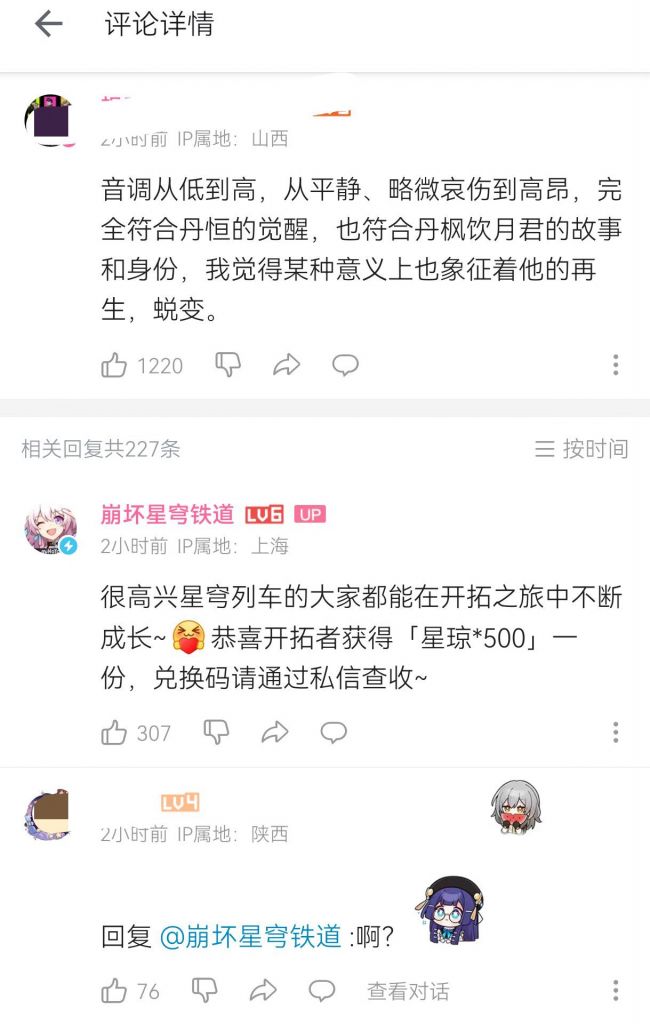 评论详情
2小时前 IP属地：山西
音调从低到高，从平静、略微哀伤到高昂，完
全符合丹恒的觉醒，也符合丹枫饮月君的故事
和身份，我觉得某种意义上也象征着他的再
生，蜕变。
1220
相关回复共227条
按时间
崩坏星穹铁道 LV6 UP
2小时前 IP属地：上海
很高兴星穹列车的大家都能在开拓之旅中不断
成长~恭喜开拓者获得「星琼*500」一
份，兑换码请通过私信查收~
307
LV4
2小时前 IP属地：陕西
回复 @崩坏星穹铁道 :啊?
76 查看对话